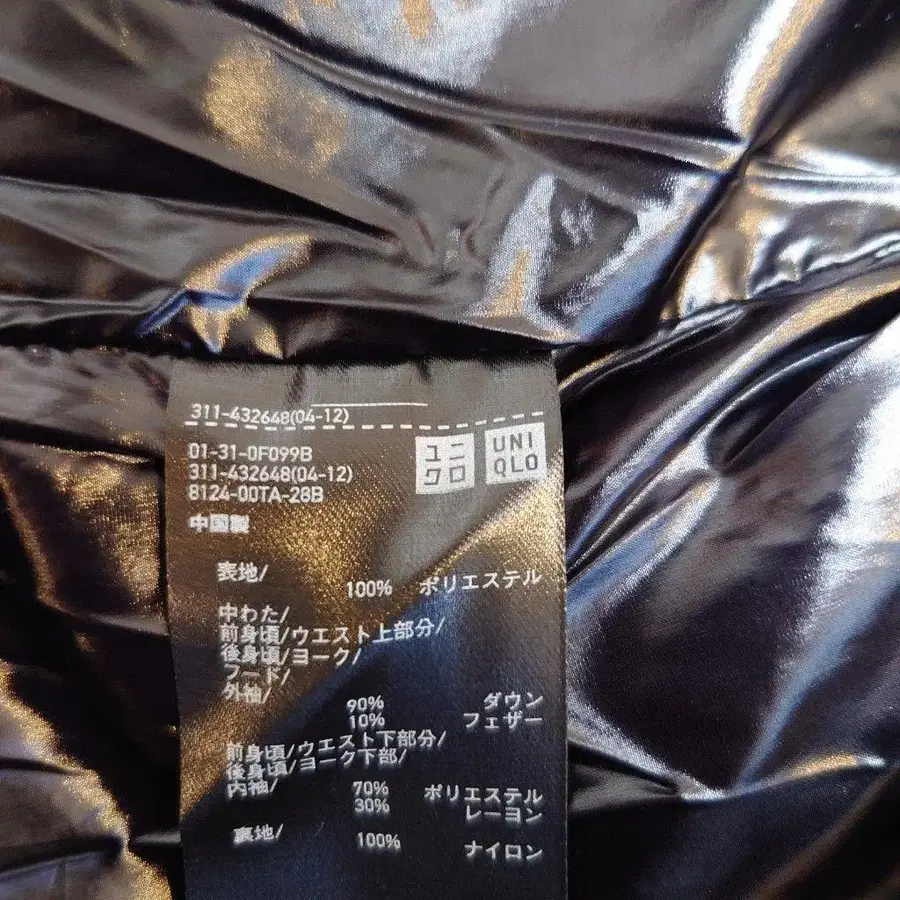 311-432648(04-12)
01-31-0F099B
311-432648(04-12)
8124-00TA-28B
ユニ
クロ
UNI
QLO
中国製
表地/
100% ポリエステル
中わた/
前身頃/ウエスト上部分/
後身頃/ヨーク/
フード/
外袖/
90% ダウン
10% フェザー
前身頃/ウエスト下部分/
後身頃/ヨーク下部/
内袖/
70% ポリエステル
30% レーヨン
裏地/
100% ナイロン